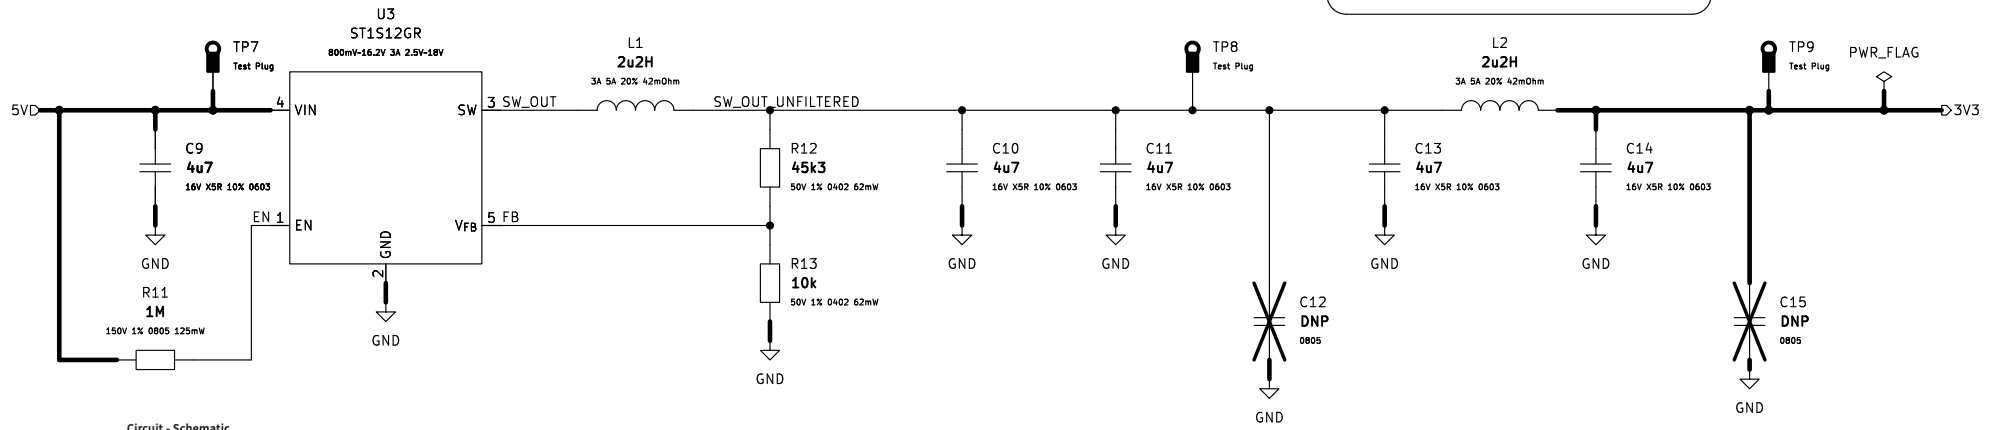 U3
ST1S12GR
800mV-16.2V 3A 2.5V-18V
TP7
Test Plug
L1
2u2H
3A 5A 20% 42mOhm
TP8
Test Plug
L2
2u2H
3A 5A 20% 42mOhm
TP9
Test Plug
PWR_FLAG
5V
4
VIN
SW
3
SW_OUT
SW_OUT_UNFILTERED
3V3
C9
4u7
16V X5R 10% 0603
GND
R12
45k3
50V 1% 0402 62mW
C10
4u7
16V X5R 10% 0603
GND
C11
4u7
16V X5R 10% 0603
GND
C13
4u7
16V X5R 10% 0603
GND
C14
4u7
16V X5R 10% 0603
GND
EN
1
EN
GND
2
GND
VFB
5
FB
R11
1M
150V 1% 0805 125mW
R13
10k
50V 1% 0402 62mW
GND
C12
DNP
0805
GND
C15
DNP
0805
GND
Circuit - Schematic